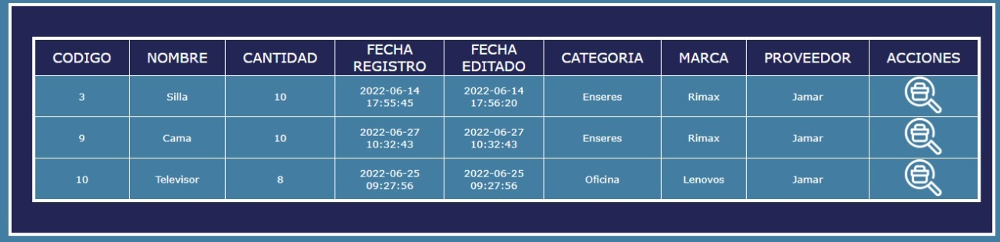 CODIGO NOMBRE CANTIDAD FECHA REGISTRO FECHA EDITADO CATEGORIA MARCA PROVEEDOR ACCIONES
3 Silla 10 2022-06-14 17:55:45 2022-06-14 17:56:20 Enseres Rimax Jamar
9 Cama 10 2022-06-27 10:32:43 2022-06-27 10:32:43 Enseres Rimax Jamar
10 Televisor 8 2022-06-25 09:27:56 2022-06-25 09:27:56 Oficina Lenovos Jamar